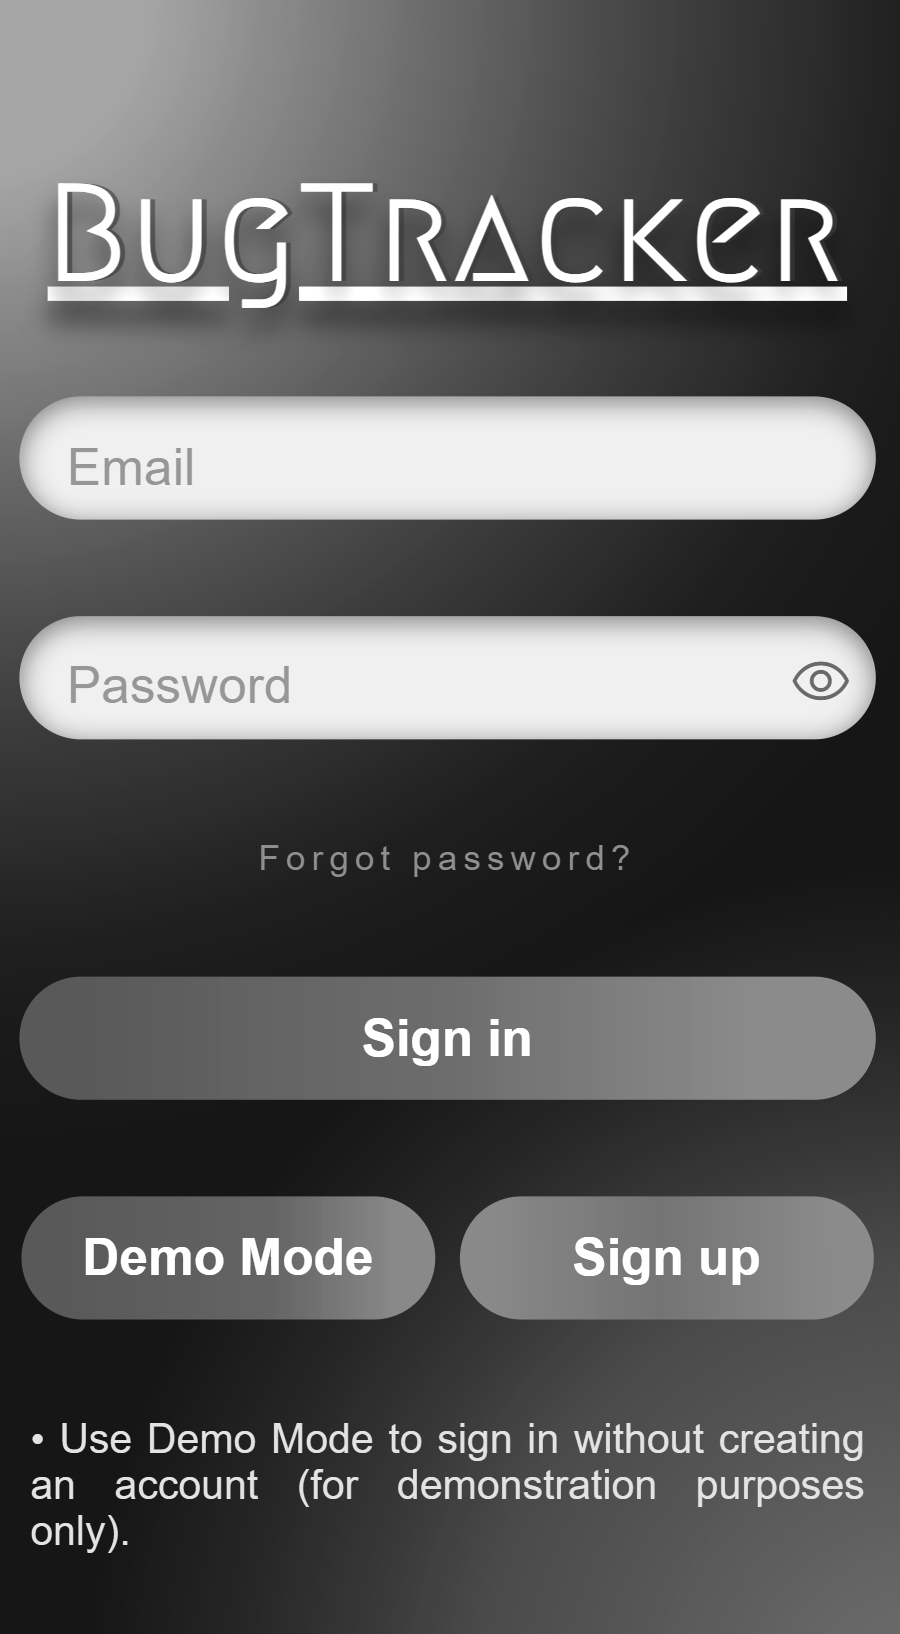 BugTracker
Email
Password
Forgot password?
Sign in
Demo Mode
Sign up
• Use Demo Mode to sign in without creating
an account (for demonstration purposes
only).